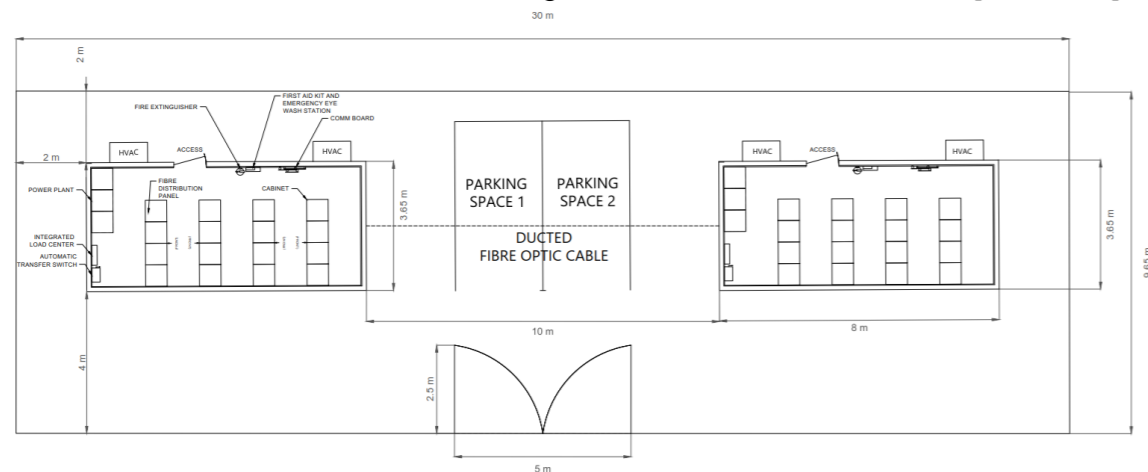 30 m
2 m
FIRST AID KIT AND
EMERGENCY EYE
WASH STATION
FIRE EXTINGUISHER
COMM BOARD
HVAC
ACCESS
HVAC
2 m
POWER PLANT
FIBRE
DISTRIBUTION
PANEL
CABINET
INTEGRATED
LOAD CENTER
AUTOMATIC
TRANSFER SWITCH
3.65 m
PARKING
SPACE 1
PARKING
SPACE 2
DUCTED
FIBRE OPTIC CABLE
HVAC
ACCESS
HVAC
3.65 m
9.65 m
10 m
8 m
4 m
2.5 m
5 m